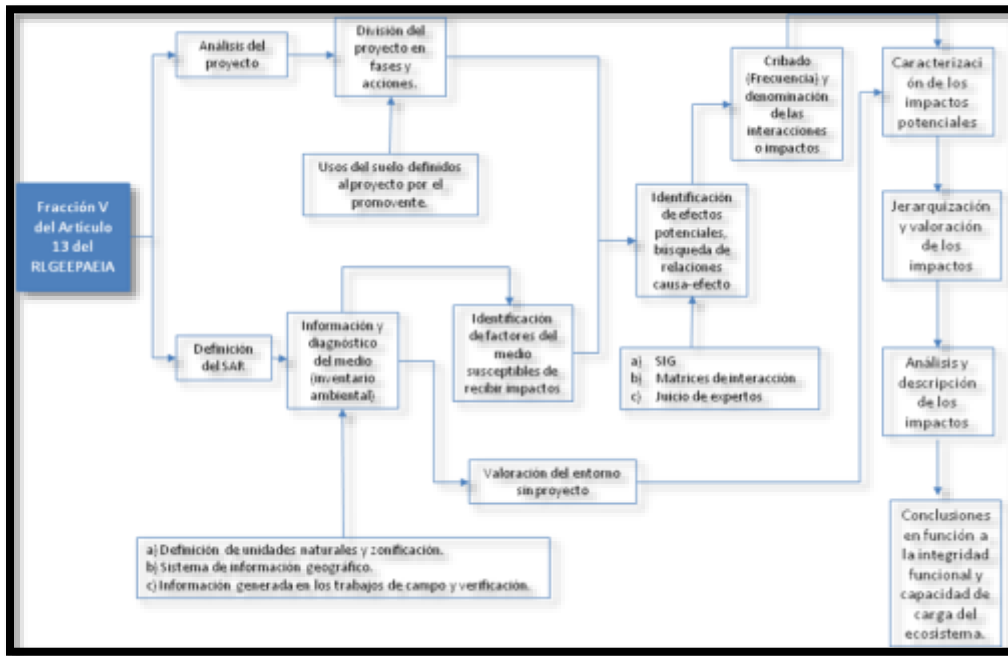 Fracción V
del Artículo
13 del
RLGEEPAEIA
Análisis del
proyecto
División del
proyecto en
fases y
acciones.
Usos del suelo definidos
al proyecto por el
promovente.
Definición
del SAR
Información y
diagnóstico
del medio
(inventario
ambiental)
a) Definición de unidades naturales y zonificación.
b) Sistema de información geográfico.
c) Información generada en los trabajos de campo y verificación.
Identificación
de factores del
medio
susceptibles de
recibir impactos
Valoración del entorno
sin proyecto
Identificación
de efectos
potenciales,
búsqueda de
relaciones
causa-efecto
a) SIG
b) Matrices de interacción
c) Juicio de expertos
Cribado
(Frecuencia) y
denominación
de las
interacciones
o impactos
Caracterizaci
ón de los
impactos
potenciales
Jerarquización
y valoración
de los
impactos
Análisis y
descripción
de los
impactos
Conclusiones
en función a
la integridad
funcional y
capacidad de
carga del
ecosistema.